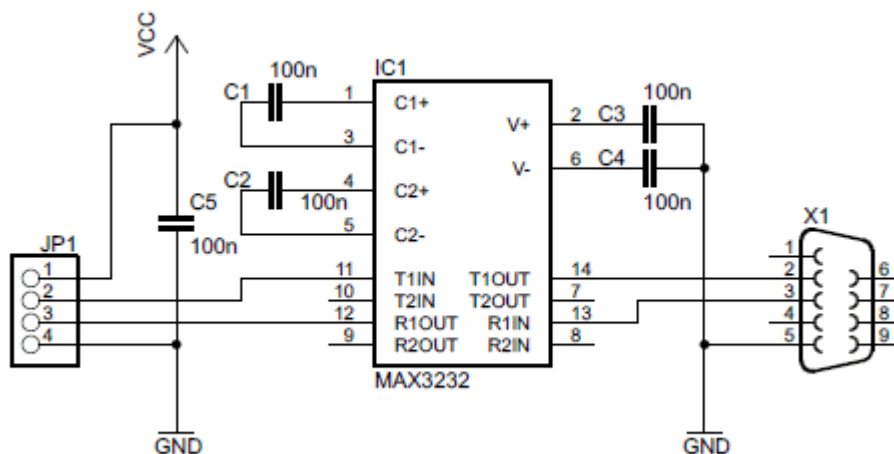 VCC
JP1
1
2
3
4
C5
100n
GND
C1
100n
C2
100n
IC1
1 C1+
3 C1-
4 C2+
5 C2-
11 T1IN
10 T2IN
12 R1OUT
9 R2OUT
V+ 2
V- 6
T1OUT 14
T2OUT 7
R1IN 13
R2IN 8
MAX3232
C3
100n
C4
100n
GND
X1
1
2
3
4
5
6
7
8
9